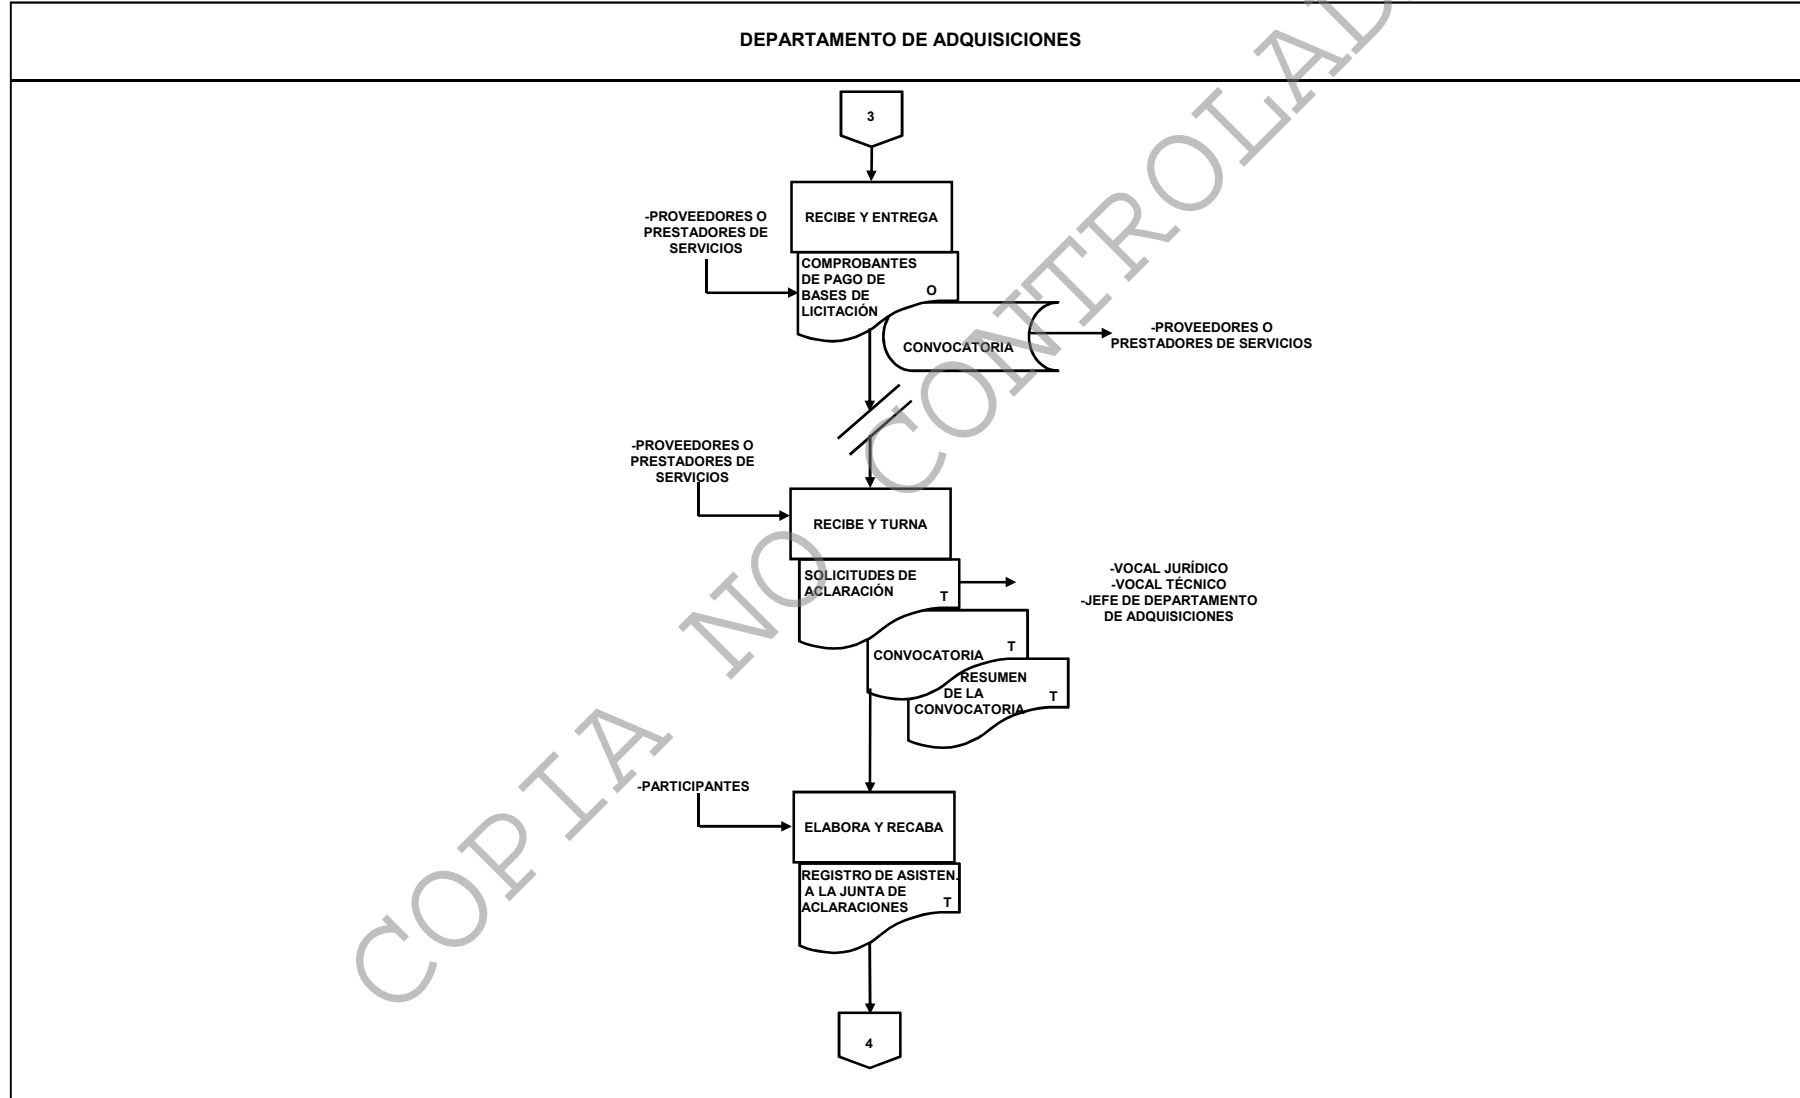 DEPARTAMENTO DE ADQUISICIONES
3
RECIBE Y ENTREGA
-PROVEEDORES O
PRESTADORES DE
SERVICIOS
COMPROBANTES
DE PAGO DE
BASES DE
LICITACIÓN
O
CONVOCATORIA
-PROVEEDORES O
PRESTADORES DE SERVICIOS
-PROVEEDORES O
PRESTADORES DE
SERVICIOS
RECIBE Y TURNA
SOLICITUDES DE
ACLARACIÓN
T
-VOCAL JURÍDICO
-VOCAL TÉCNICO
-JEFE DE DEPARTAMENTO
DE ADQUISICIONES
CONVOCATORIA
T
RESUMEN
DE LA
CONVOCATORIA
T
-PARTICIPANTES
ELABORA Y RECABA
REGISTRO DE ASISTEN.
A LA JUNTA DE
ACLARACIONES
T
4
COPIA NO CONTROLAD